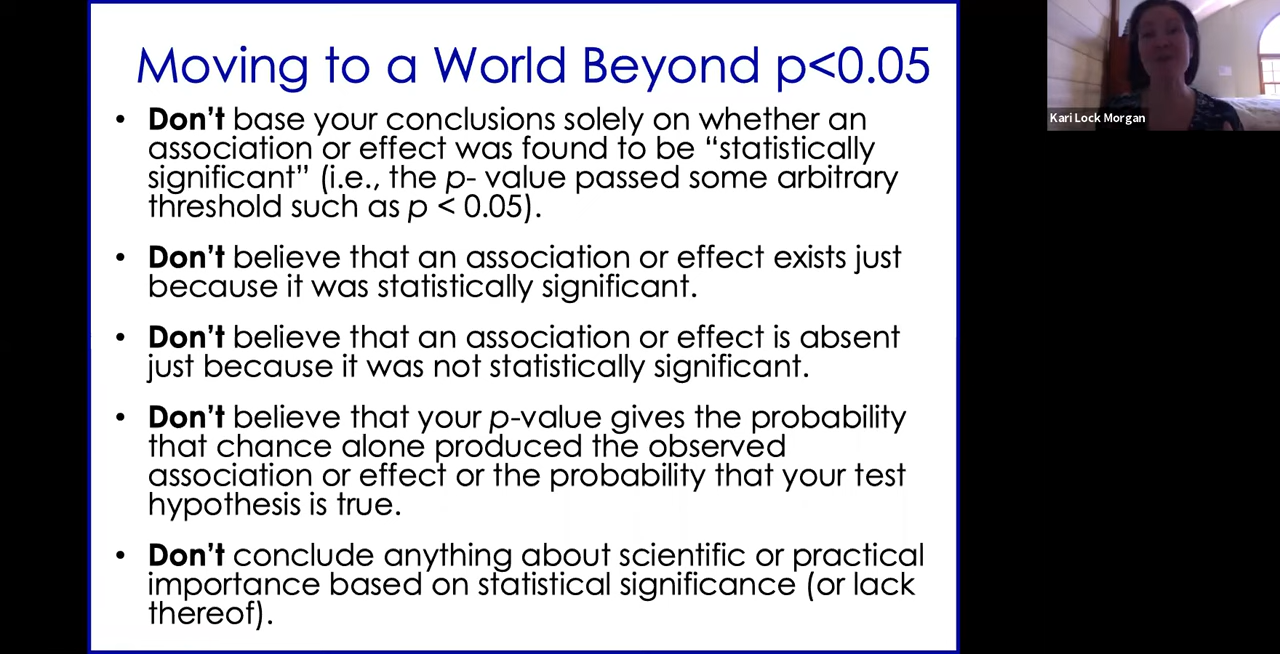 Moving to a World Beyond p<0.05
• Don't base your conclusions solely on whether an
association or effect was found to be “statistically
significant” (i.e., the p- value passed some arbitrary
threshold such as p < 0.05).
• Don't believe that an association or effect exists just
because it was statistically significant.
• Don't believe that an association or effect is absent
just because it was not statistically significant.
• Don't believe that your p-value gives the probability
that chance alone produced the observed
association or effect or the probability that your test
hypothesis is true.
• Don't conclude anything about scientific or practical
importance based on statistical significance (or lack
thereof).
Kari Lock Morgan